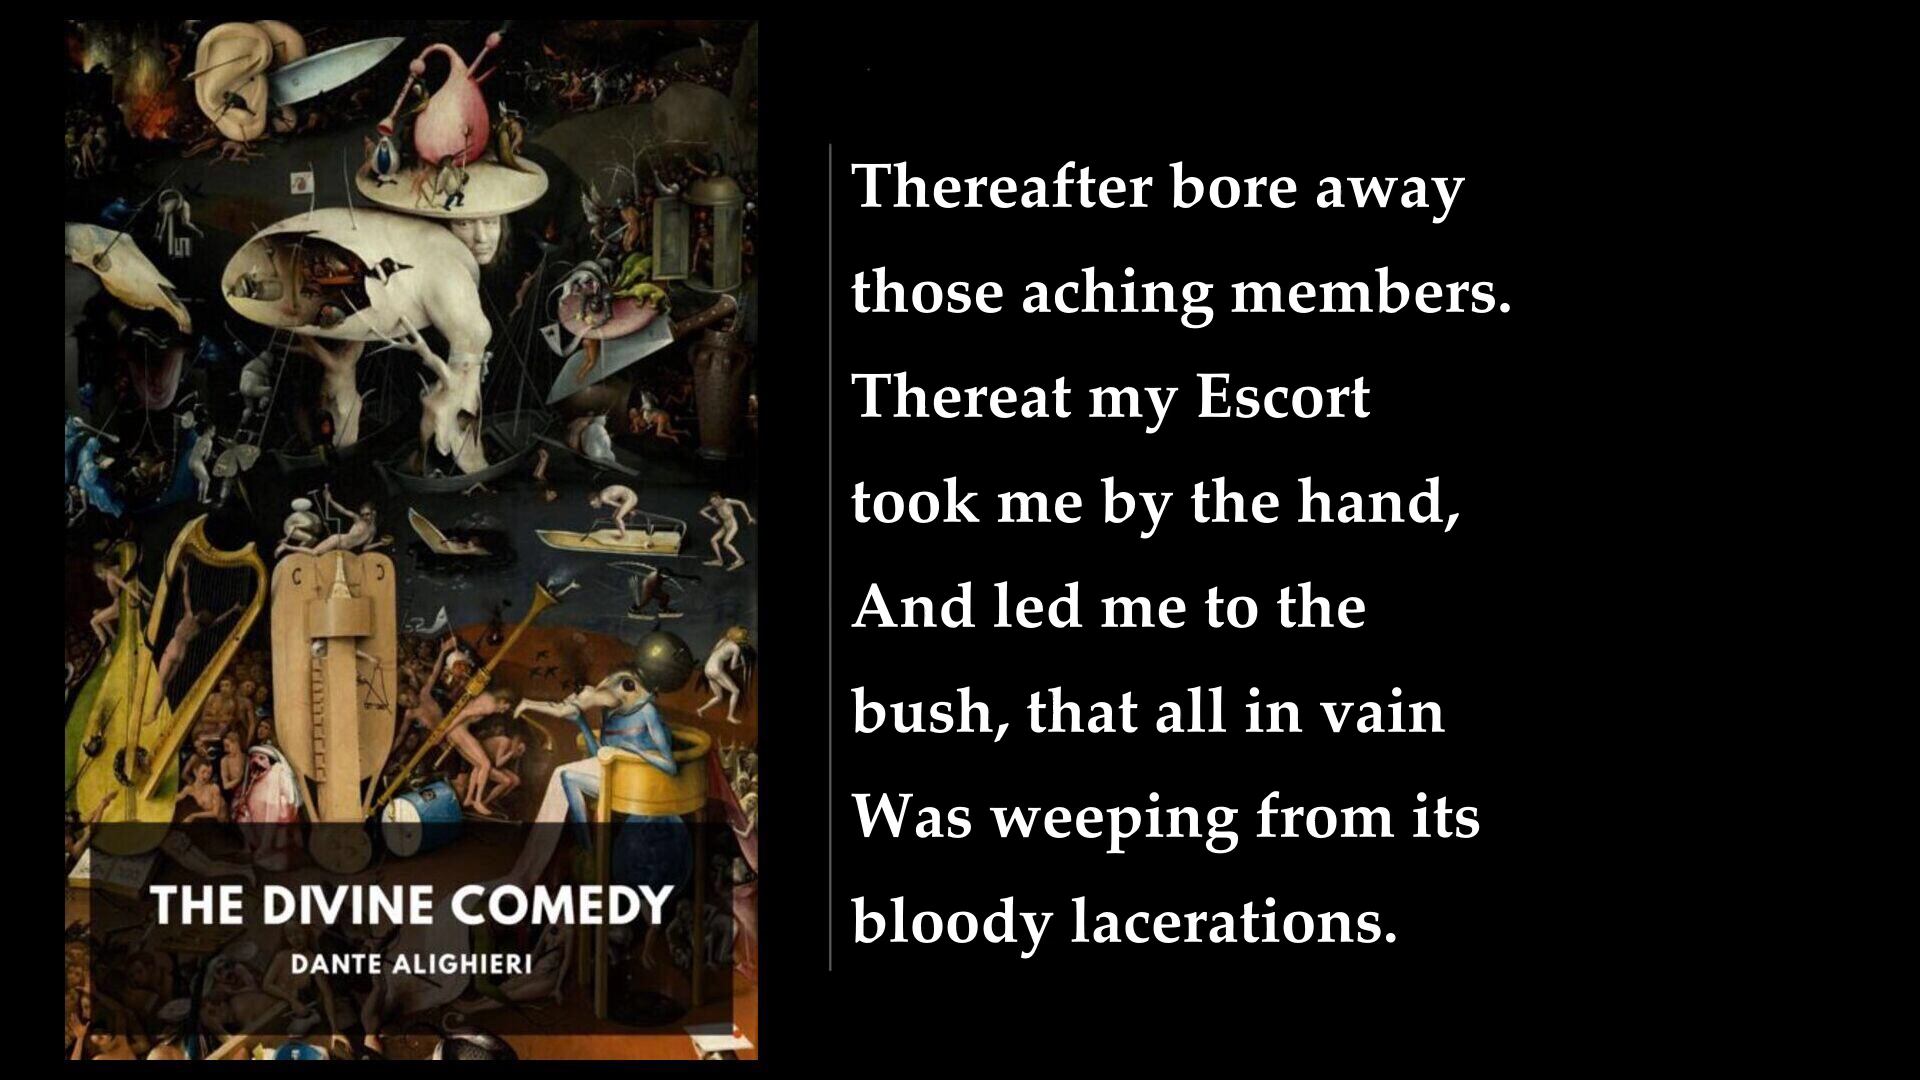 Thereafter bore away
those aching members.
Thereat my Escort
took me by the hand,
And led me to the
bush, that all in vain
Was weeping from its
bloody lacerations.
THE DIVINE COMEDY
DANTE ALIGHIERI